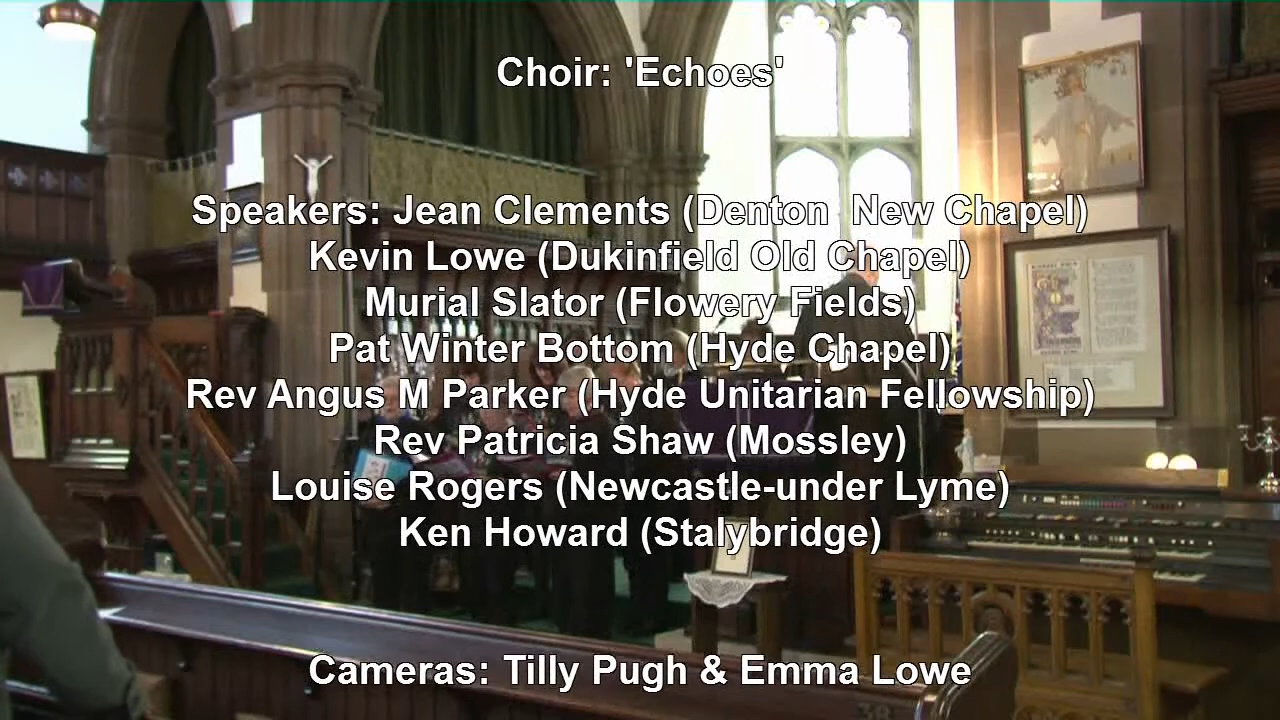 Choir: 'Echoes'
Speakers: Jean Clements (Denton New Chapel)
Kevin Lowe (Dukinfield Old Chapel)
Murial Slator (Flowery Fields)
Pat Winter Bottom (Hyde Chapel)
Rev Angus M Parker (Hyde Unitarian Fellowship)
Rev Patricia Shaw (Mossley)
Louise Rogers (Newcastle-under Lyme)
Ken Howard (Stalybridge)
Cameras: Tilly Pugh & Emma Lowe